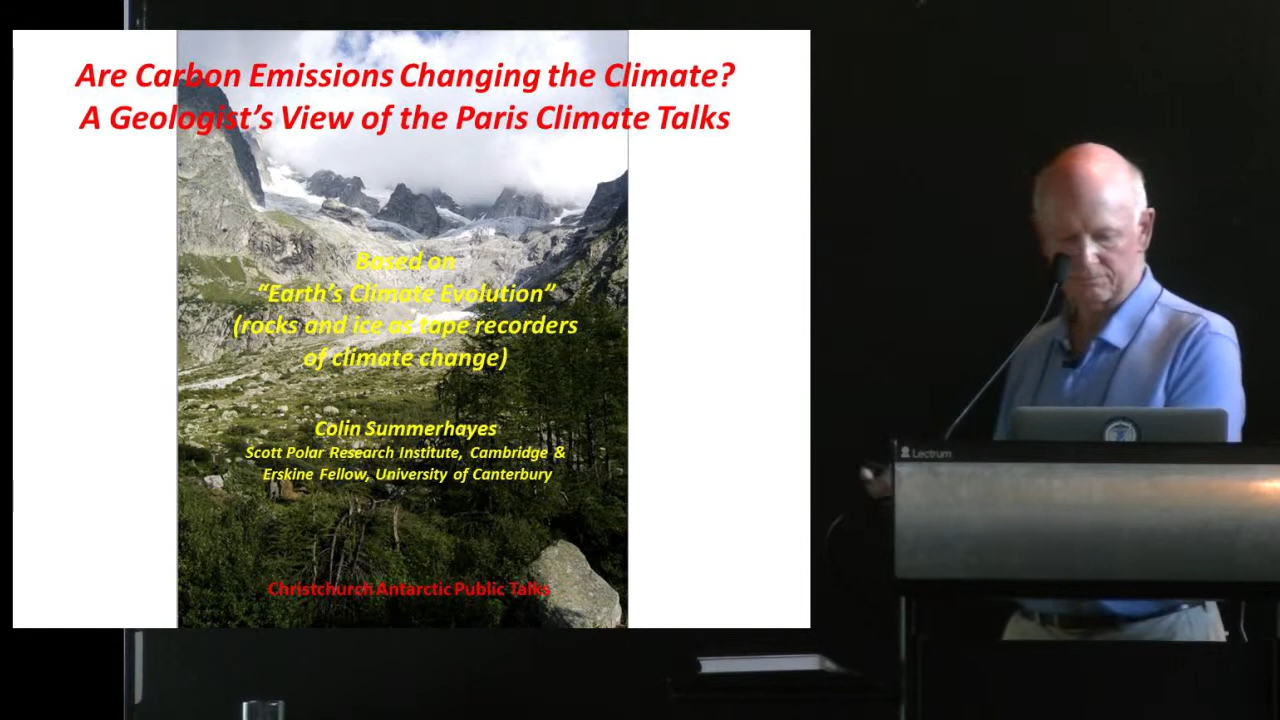 Are Carbon Emissions Changing the Climate?
A Geologist's View of the Paris Climate Talks
Based on
"Earth's Climate Evolution"
(rocks and ice as tape recorders
of climate change)
Colin Summerhayes
Scott Polar Research Institute, Cambridge &
Erskine Fellow, University of Canterbury
Christchurch Antarctic Public Talks
Lectrum